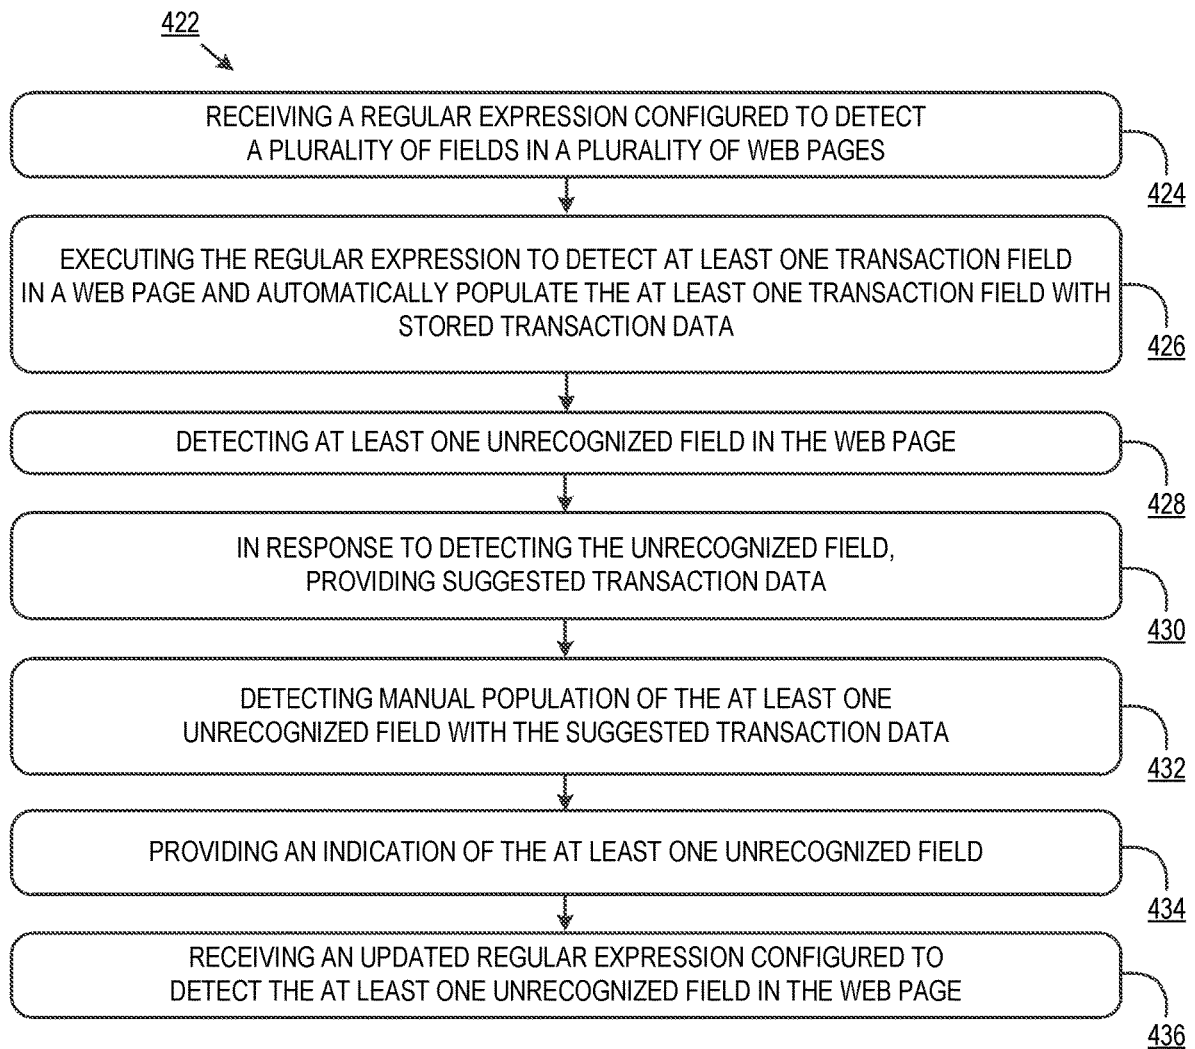 422
RECEIVING A REGULAR EXPRESSION CONFIGURED TO DETECT
A PLURALITY OF FIELDS IN A PLURALITY OF WEB PAGES
424
EXECUTING THE REGULAR EXPRESSION TO DETECT AT LEAST ONE TRANSACTION FIELD
IN A WEB PAGE AND AUTOMATICALLY POPULATE THE AT LEAST ONE TRANSACTION FIELD WITH
STORED TRANSACTION DATA
426
DETECTING AT LEAST ONE UNRECOGNIZED FIELD IN THE WEB PAGE
428
IN RESPONSE TO DETECTING THE UNRECOGNIZED FIELD,
PROVIDING SUGGESTED TRANSACTION DATA
430
DETECTING MANUAL POPULATION OF THE AT LEAST ONE
UNRECOGNIZED FIELD WITH THE SUGGESTED TRANSACTION DATA
432
PROVIDING AN INDICATION OF THE AT LEAST ONE UNRECOGNIZED FIELD
434
RECEIVING AN UPDATED REGULAR EXPRESSION CONFIGURED TO
DETECT THE AT LEAST ONE UNRECOGNIZED FIELD IN THE WEB PAGE
436